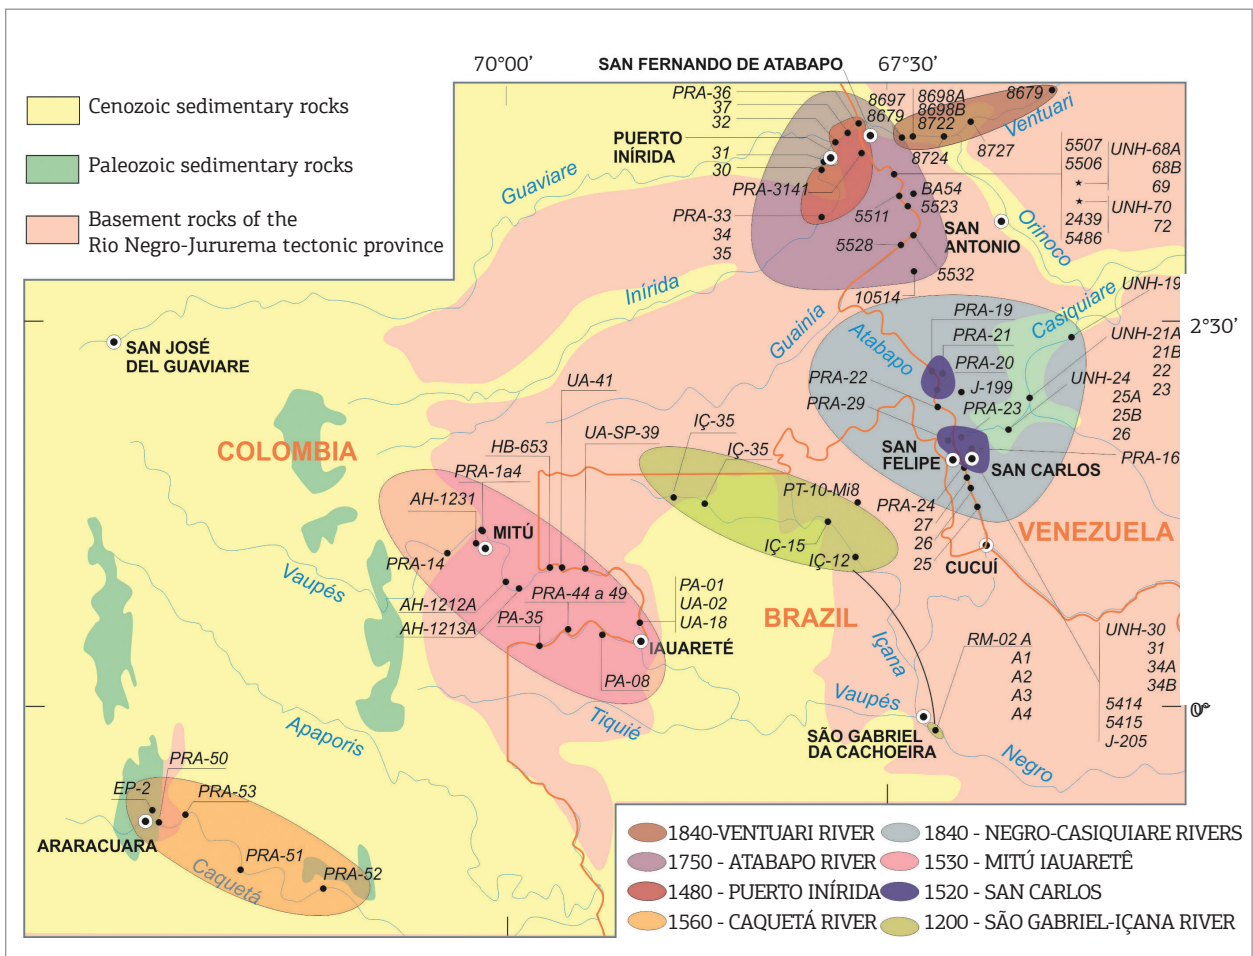 Cenozoic sedimentary rocks
Paleozoic sedimentary rocks
Basement rocks of the
Rio Negro-Jururema tectonic province
70°00'
67°30'
SAN FERNANDO DE ATABAPO
PRA-36
37
32
PUERTO
INÍRIDA
31
30
PRA-3141
PRA-33
34
35
8697
8679
8698A
8698B
8722
8724
8679
8727
Ventuari
5507
5506
2439
5486
UNH-68A
68B
69
UNH-70
72
BA54
5523
5511
5528
5532
10514
SAN
ANTONIO
Orinoco
Guaviare
Inírida
Guainía
Atabapo
Casiquiare
UNH-19
2°30'
SAN JOSÉ
DEL GUAVIARE
PRA-19
PRA-21
PRA-20
J-199
PRA-22
PRA-29
PRA-23
UNH-21A
21B
22
23
UNH-24
25A
25B
26
PRA-16
SAN
FELIPE
SAN CARLOS
PRA-24
27
26
25
CUCUÍ
VENEZUELA
COLOMBIA
UA-41
HB-653
UA-SP-39
PRA-1a4
AH-1231
MITÚ
PRA-14
AH-1212A
AH-1213A
PRA-44 a 49
PA-35
PA-01
UA-02
UA-18
IAUARETÉ
PA-08
IÇ-35
IÇ-35
PT-10-Mi8
IÇ-15
IÇ-12
BRAZIL
Vaupés
Apaporis
Tiquié
Içana
Vaupés
RM-02 A
A1
A2
A3
A4
UNH-30
31
34A
34B
5414
5415
J-205
SÃO GABRIEL
DA CACHOEIRA
Negro
PRA-50
EP-2
PRA-53
ARARACUARA
PRA-51
PRA-52
Caquetá
1840-VENTUARI RIVER
1750 - ATABAPO RIVER
1480 - PUERTO INÍRIDA
1560 - CAQUETÁ RIVER
1840 - NEGRO-CASIQUIARE RIVERS
1530 - MITÚ IAUARETÊ
1520 - SAN CARLOS
1200 - SÃO GABRIEL-IÇANA RIVER